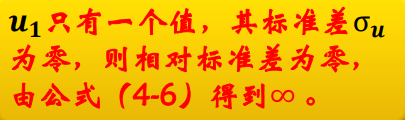 u₁只有一个值，其标准差σᵤ
为零，则相对标准差为零，
由公式（4-6）得到∞。